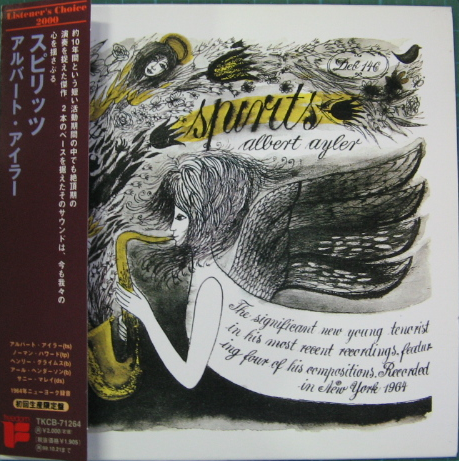 Listener's Choice
2000
スピリッツ
アルバート・アイラー
約10年間という短い活動期間の中でも絶頂期の
演奏を捉えた傑作 2本のベースを据えたそのサウンドは、今も我々の
心を揺さぶる
アルバート・アイラー(ts)
ノーマン・ハワード(tp)
ヘンリー・グライムス(b)
アール・ヘンダーソン(b)
サニー・マレイ(ds)
1964年ニューヨーク録音
初回生産限定盤
TKCB-71264
Deb 146
spirits
albert ayler
The significant new young tenorist
in his most recent recordings, featur-
ing four of his compositions. Recorded
in New York 1964